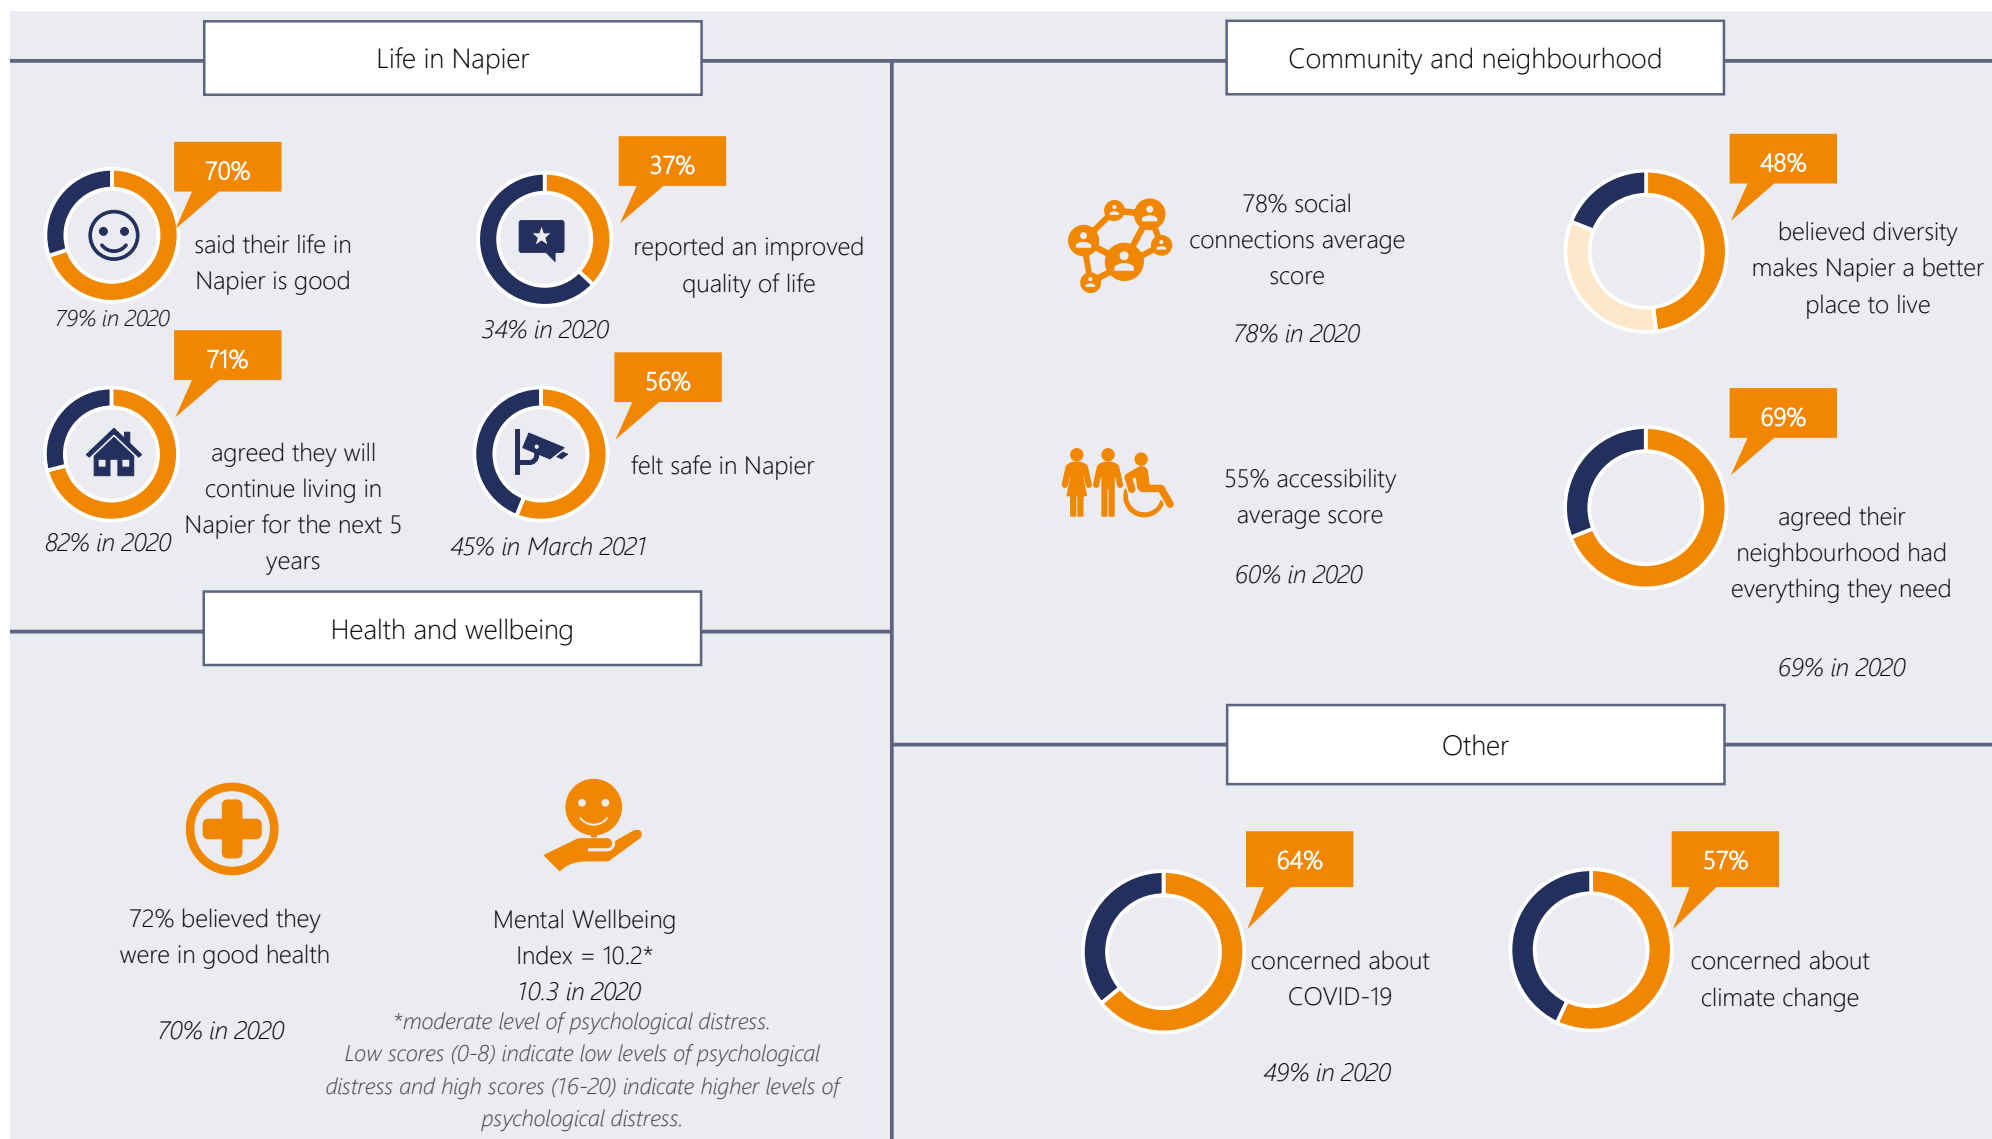 Life in Napier
70%
said their life in
Napier is good
79% in 2020
37%
reported an improved
quality of life
34% in 2020
71%
agreed they will
continue living in
Napier for the next 5
years
82% in 2020
56%
felt safe in Napier
45% in March 2021
Health and wellbeing
72% believed they
were in good health
70% in 2020
Mental Wellbeing
Index = 10.2*
10.3 in 2020
*moderate level of psychological distress.
Low scores (0-8) indicate low levels of psychological
distress and high scores (16-20) indicate higher levels of
psychological distress.
Community and neighbourhood
78% social
connections average
score
78% in 2020
48%
believed diversity
makes Napier a better
place to live
55% accessibility
average score
60% in 2020
69%
agreed their
neighbourhood had
everything they need
69% in 2020
Other
64%
concerned about
COVID-19
49% in 2020
57%
concerned about
climate change